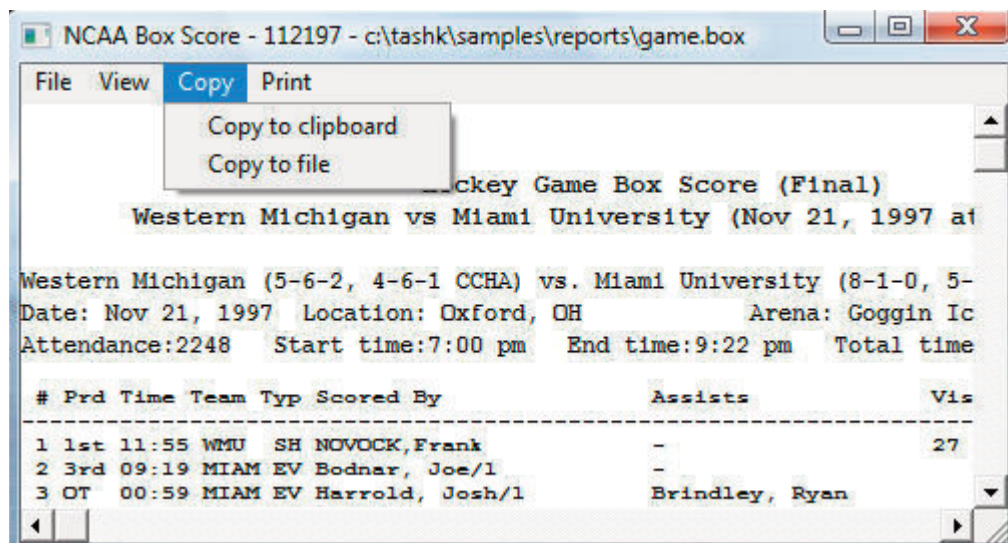 NCAA Box Score - 112197 - c:\tashk\samples\reports\game.box
File View Copy Print
Copy to clipboard
Copy to file
Game Box Score (Final)
Western Michigan vs Miami University (Nov 21, 1997 at
Western Michigan (5-6-2, 4-6-1 CCHA) vs. Miami University (8-1-0, 5-
Date: Nov 21, 1997 Location: Oxford, OH Arena: Goggin Ic
Attendance:2248 Start time:7:00 pm End time:9:22 pm Total time
# Prd Time Team Typ Scored By Assists Vis
1 1st 11:55 WMU SH NOVOCK,Frank - 27
2 3rd 09:19 MIAM EV Bodnar, Joe/1 -
3 OT 00:59 MIAM EV Harrold, Josh/1 Brindley, Ryan